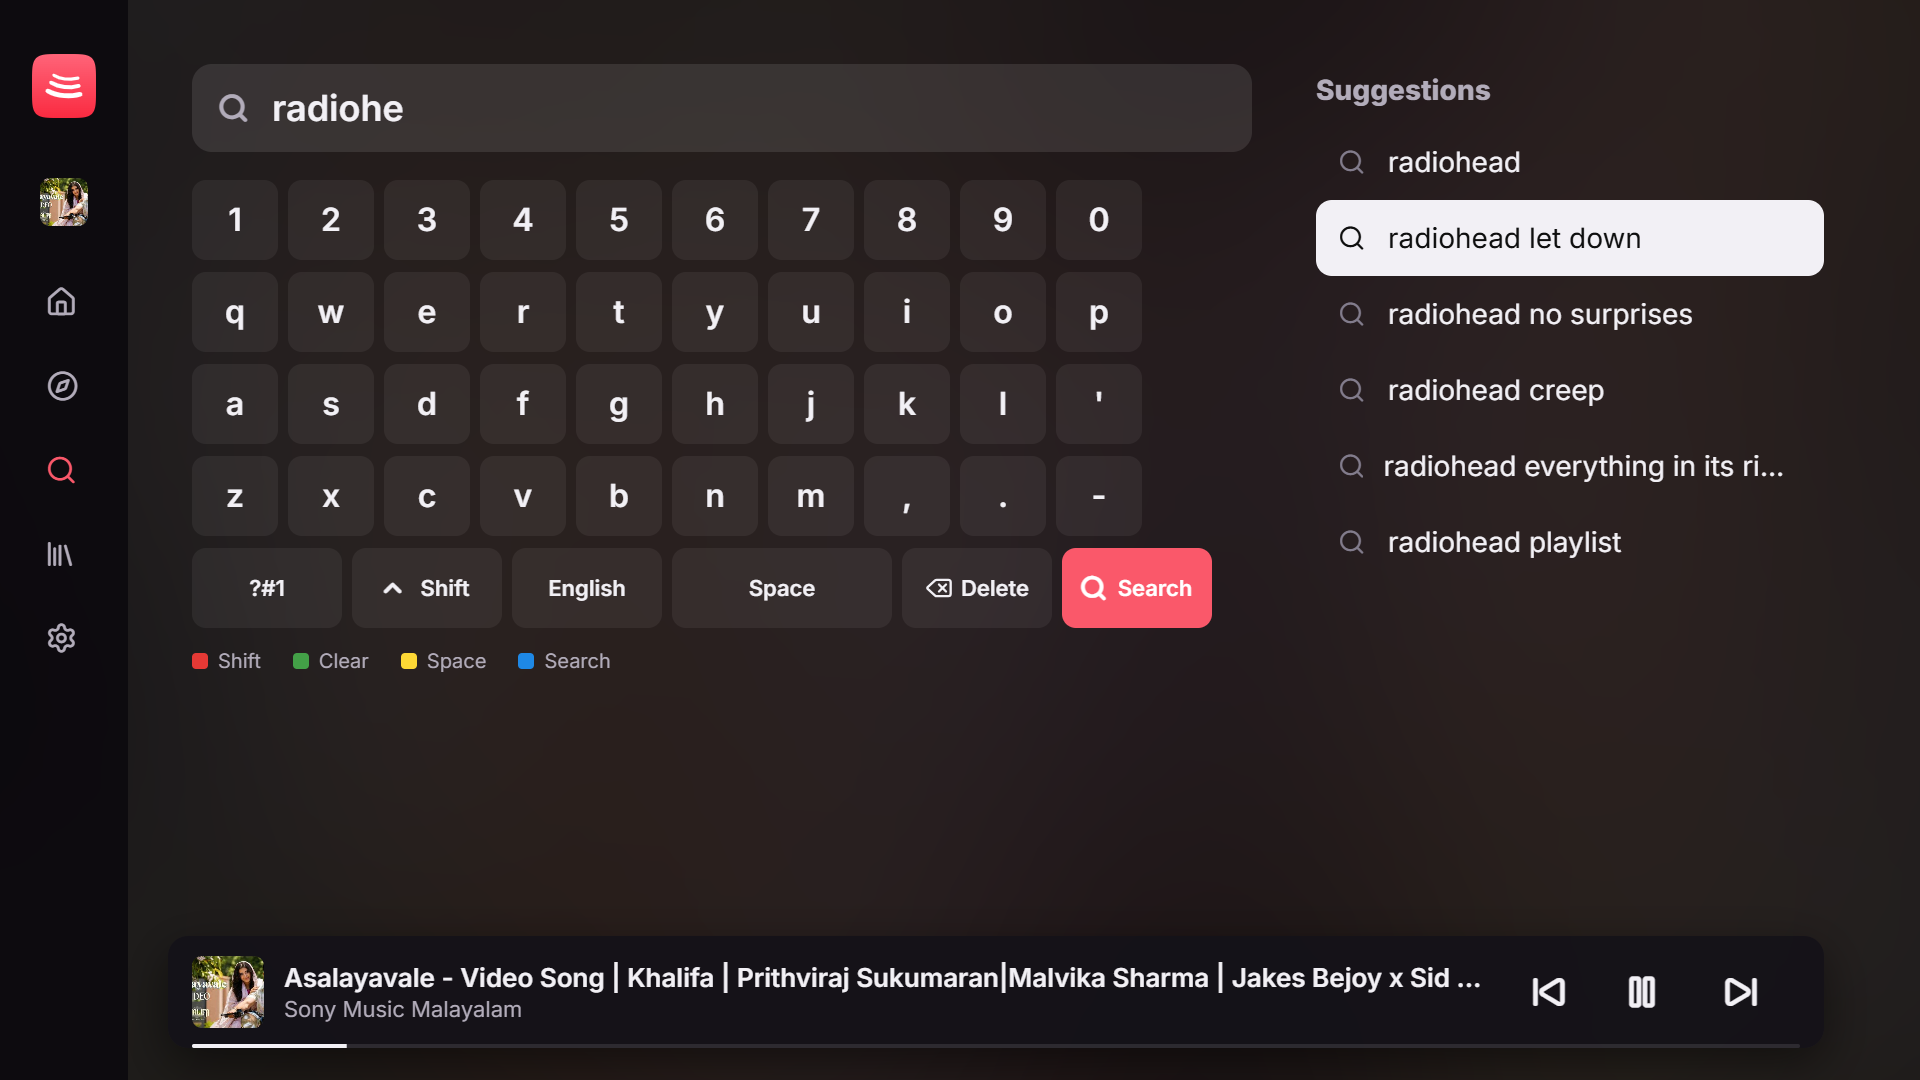 radiohe
1 2 3 4 5 6 7 8 9 0
q w e r t y u i o p
a s d f g h j k l '
z x c v b n m , . -
?#1 Shift English Space Delete Search
Shift Clear Space Search
Suggestions
radiohead
radiohead let down
radiohead no surprises
radiohead creep
radiohead everything in its ri...
radiohead playlist
Asalayavale - Video Song | Khalifa | Prithviraj Sukumaran|Malvika Sharma | Jakes Bejoy x Sid ...
Sony Music Malayalam